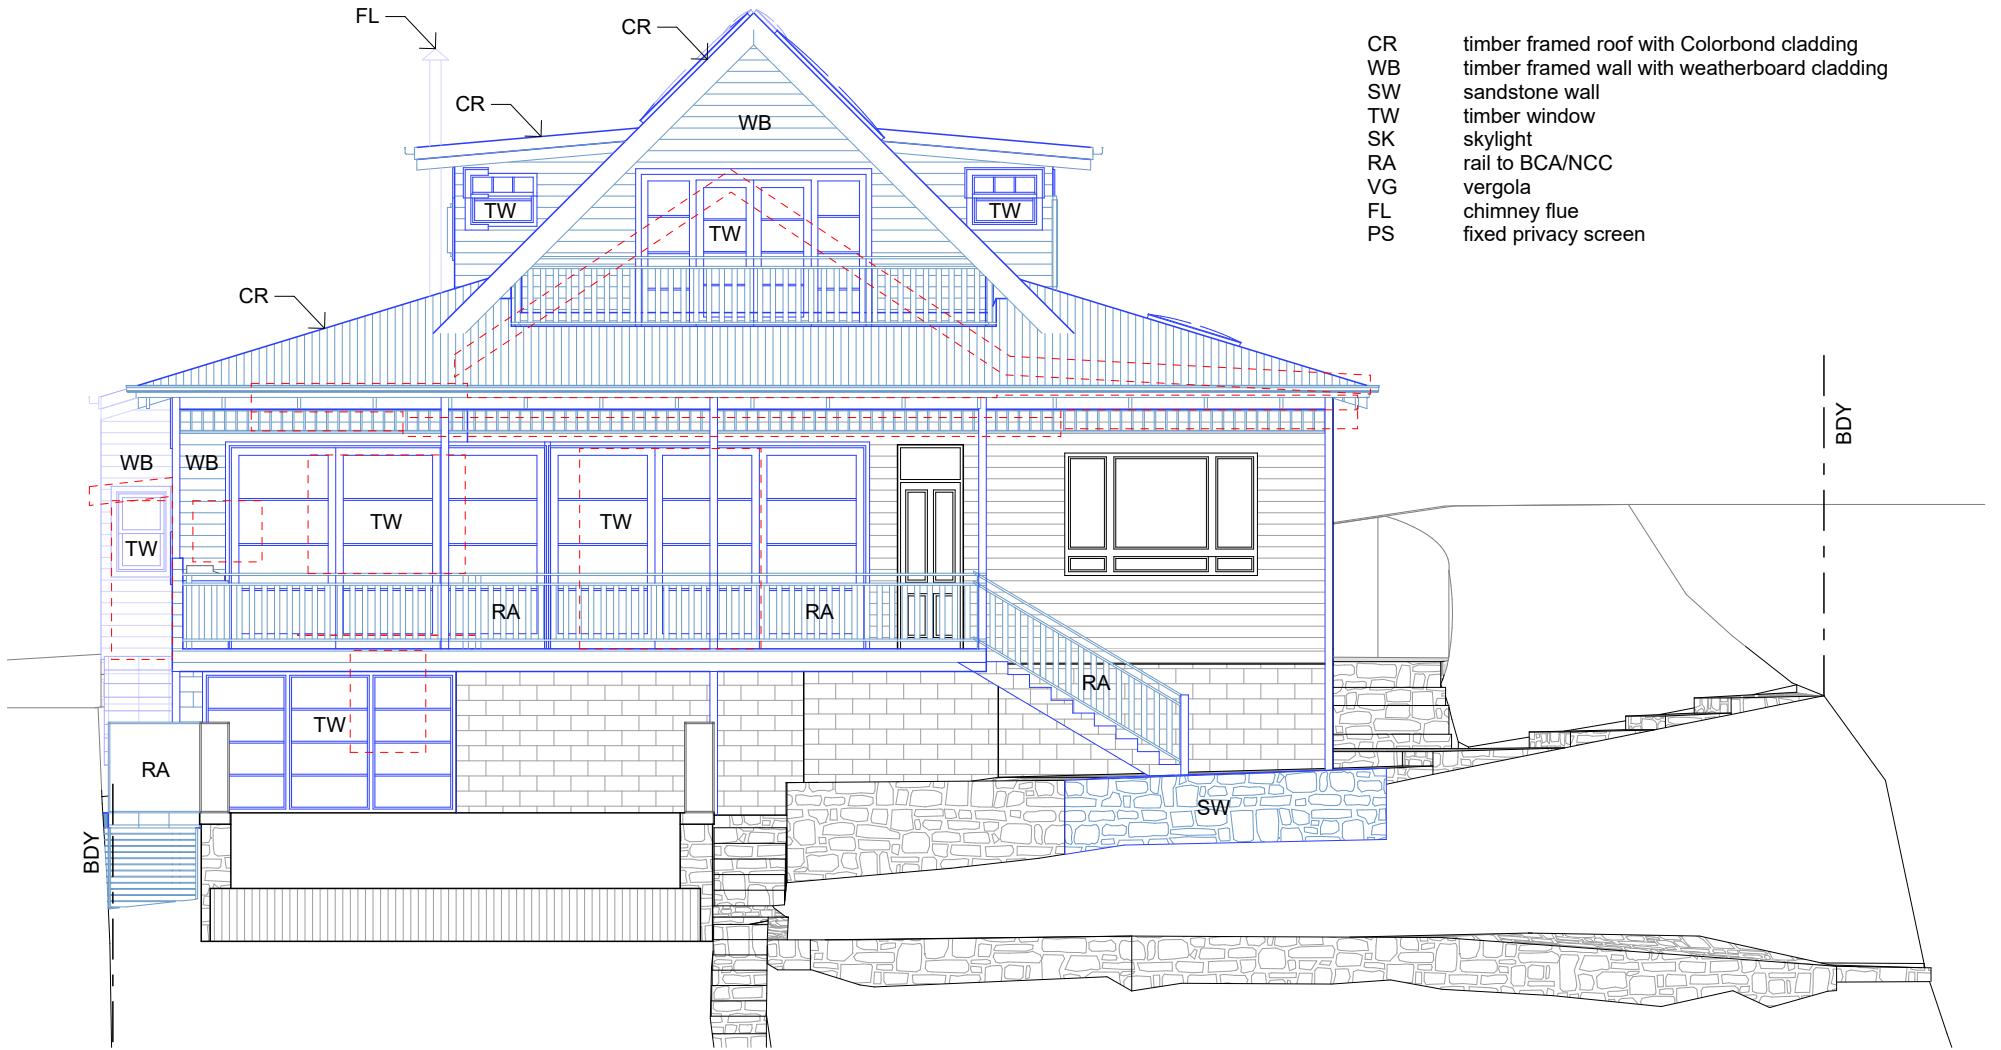 FL
CR
CR timber framed roof with Colorbond cladding
WB timber framed wall with weatherboard cladding
SW sandstone wall
TW timber window
SK skylight
RA rail to BCA/NCC
VG vergola
FL chimney flue
PS fixed privacy screen
CR
WB
TW
TW
TW
CR
BDY
WB
WB
TW
TW
TW
RA
RA
RA
TW
RA
SW
BDY